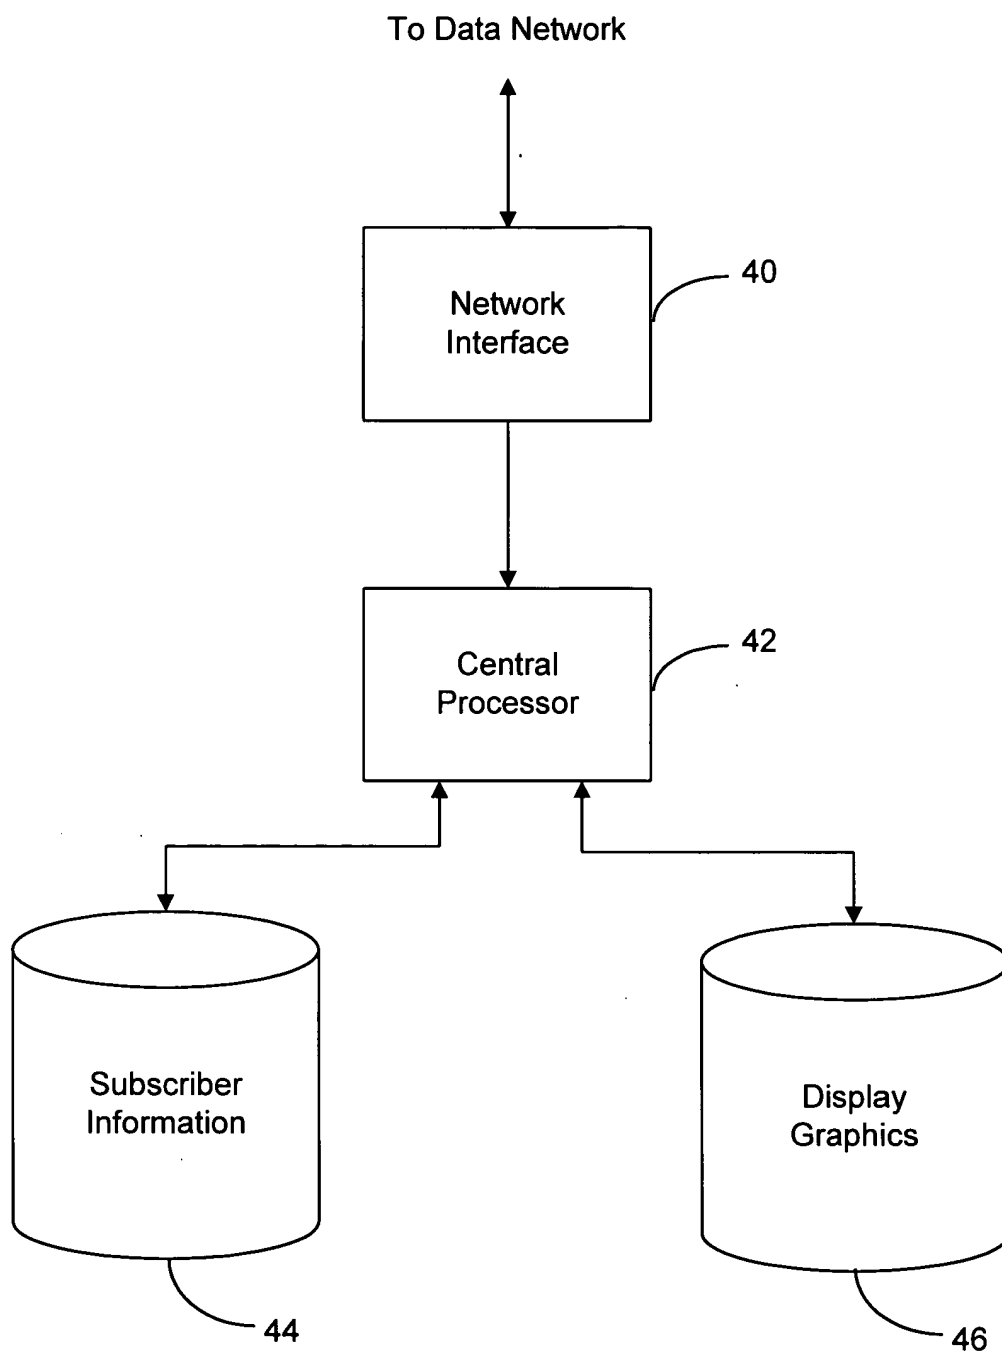 To Data Network
Network
Interface
40
Central
Processor
42
Subscriber
Information
Display
Graphics
44
46